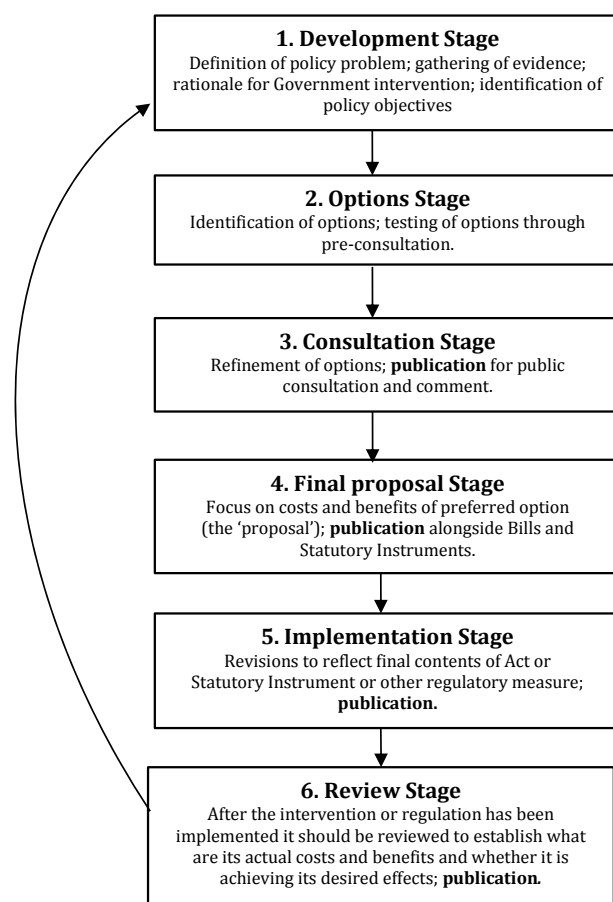 1. Development Stage
Definition of policy problem; gathering of evidence;
rationale for Government intervention; identification of
policy objectives
2. Options Stage
Identification of options; testing of options through
pre-consultation.
3. Consultation Stage
Refinement of options; publication for public
consultation and comment.
4. Final proposal Stage
Focus on costs and benefits of preferred option
(the ‘proposal’); publication alongside Bills and
Statutory Instruments.
5. Implementation Stage
Revisions to reflect final contents of Act or
Statutory Instrument or other regulatory measure;
publication.
6. Review Stage
After the intervention or regulation has been
implemented it should be reviewed to establish what
are its actual costs and benefits and whether it is
achieving its desired effects; publication.